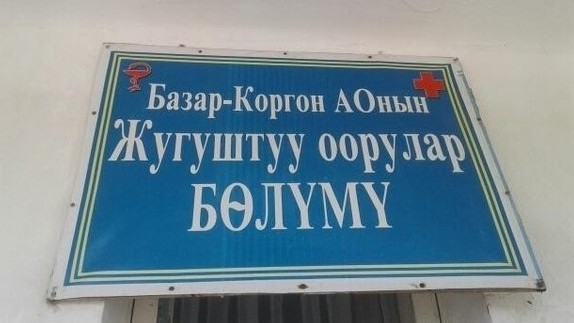 Базар-Коргон АОнын
Жугуштуу оорулар
БӨЛҮМҮ